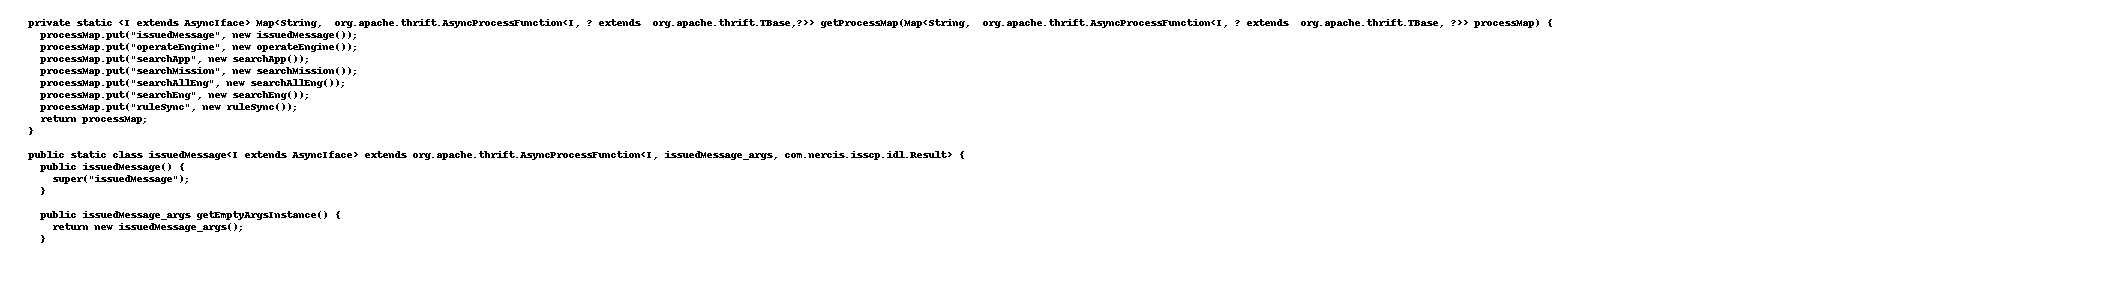 private static <I extends AsyncIface> Map<String,  org.apache.thrift.AsyncProcessFunction<I, ? extends  org.apache.thrift.TBase,?>> getProcessMap(Map<String,  org.apache.thrift.AsyncProcessFunction<I, ? extends  org.apache.thrift.TBase, ?>> processMap) {
  processMap.put("issuedMessage", new issuedMessage());
  processMap.put("operateEngine", new operateEngine());
  processMap.put("searchApp", new searchApp());
  processMap.put("searchMission", new searchMission());
  processMap.put("searchAllEng", new searchAllEng());
  processMap.put("searchEng", new searchEng());
  processMap.put("ruleSync", new ruleSync());
  return processMap;
}
public static class issuedMessage<I extends AsyncIface> extends org.apache.thrift.AsyncProcessFunction<I, issuedMessage_args, com.nercis.isscp.idl.Result> {
  public issuedMessage() {
    super("issuedMessage");
  }
  public issuedMessage_args getEmptyArgsInstance() {
    return new issuedMessage_args();
  }